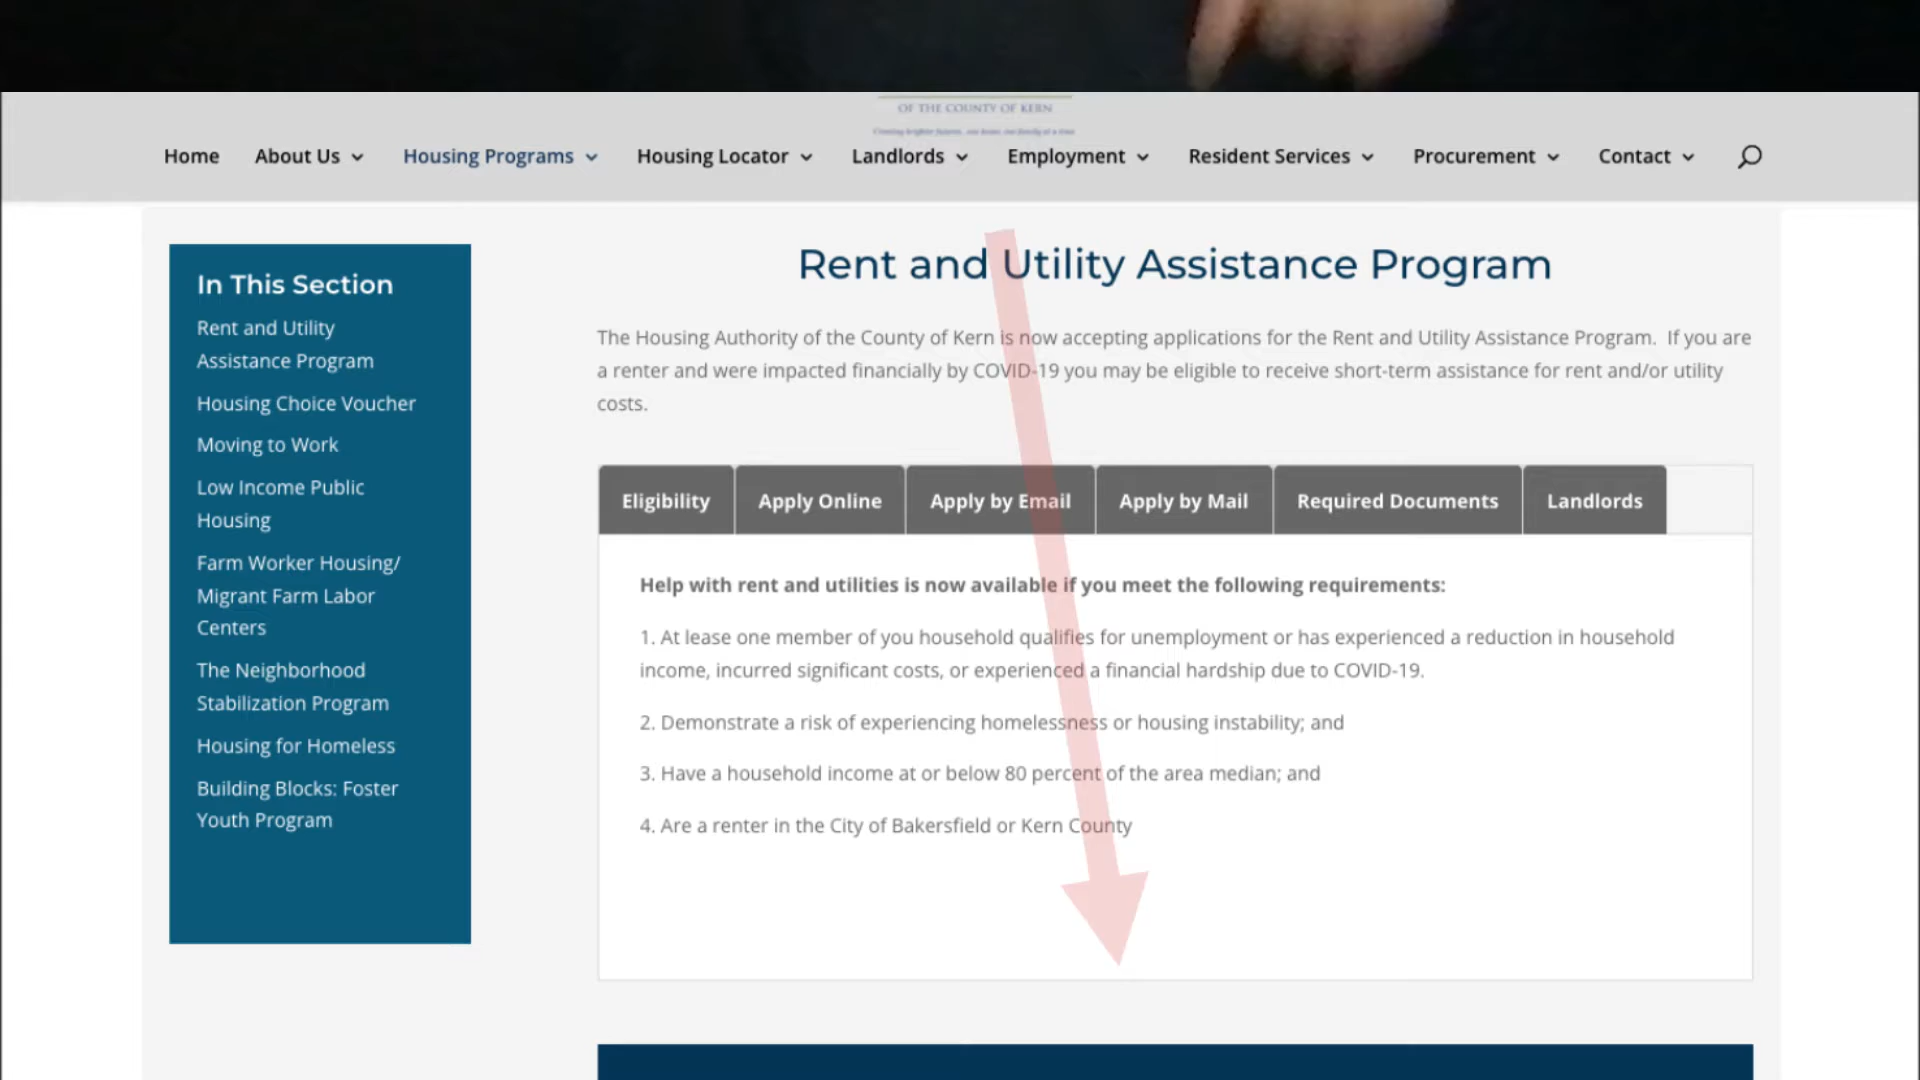 OF THE COUNTY OF KERN
Home
About Us
Housing Programs
Housing Locator
Landlords
Employment
Resident Services
Procurement
Contact
In This Section
Rent and Utility
Assistance Program
Housing Choice Voucher
Moving to Work
Low Income Public
Housing
Farm Worker Housing/
Migrant Farm Labor
Centers
The Neighborhood
Stabilization Program
Housing for Homeless
Building Blocks: Foster
Youth Program
Rent and Utility Assistance Program
The Housing Authority of the County of Kern is now accepting applications for the Rent and Utility Assistance Program. If you are
a renter and were impacted financially by COVID-19 you may be eligible to receive short-term assistance for rent and/or utility
costs.
Eligibility
Apply Online
Apply by Email
Apply by Mail
Required Documents
Landlords
Help with rent and utilities is now available if you meet the following requirements:
1. At lease one member of you household qualifies for unemployment or has experienced a reduction in household
income, incurred significant costs, or experienced a financial hardship due to COVID-19.
2. Demonstrate a risk of experiencing homelessness or housing instability; and
3. Have a household income at or below 80 percent of the area median; and
4. Are a renter in the City of Bakersfield or Kern County